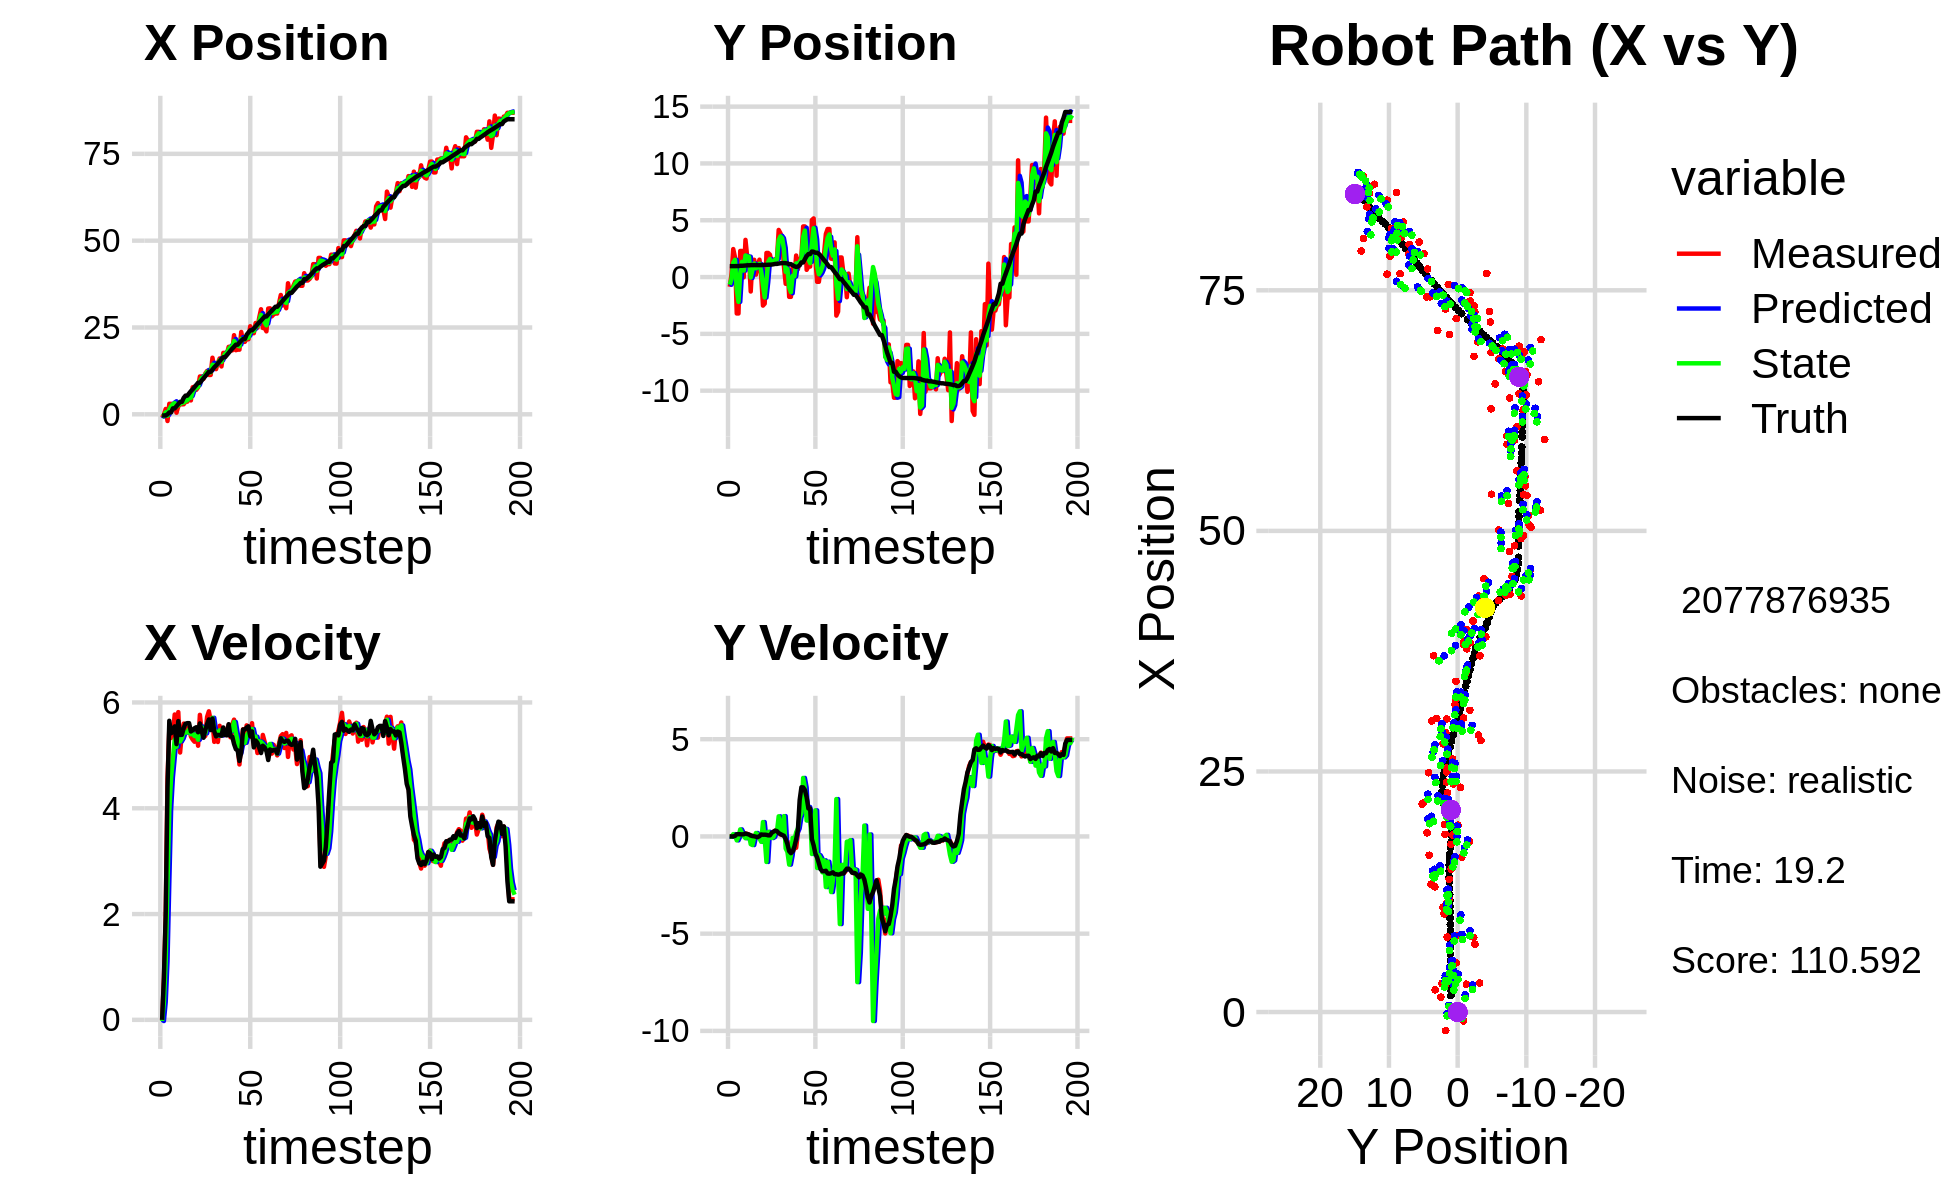 X Position
75
50
25
0
0 50 100 150 200
timestep
Y Position
15
10
5
0
-5
-10
0 50 100 150 200
timestep
X Velocity
6
4
2
0
0 50 100 150 200
timestep
Y Velocity
5
0
-5
-10
0 50 100 150 200
timestep
Robot Path (X vs Y)
X Position
75
50
25
0
20 10 0 -10 -20
Y Position
variable
Measured
Predicted
State
Truth
2077876935
Obstacles: none
Noise: realistic
Time: 19.2
Score: 110.592